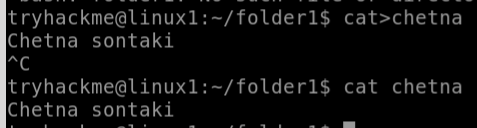 tryhackme@linux1:~/folder1$ cat>chetna
Chetna sontaki
^C
tryhackme@linux1:~/folder1$ cat chetna
Chetna sontaki